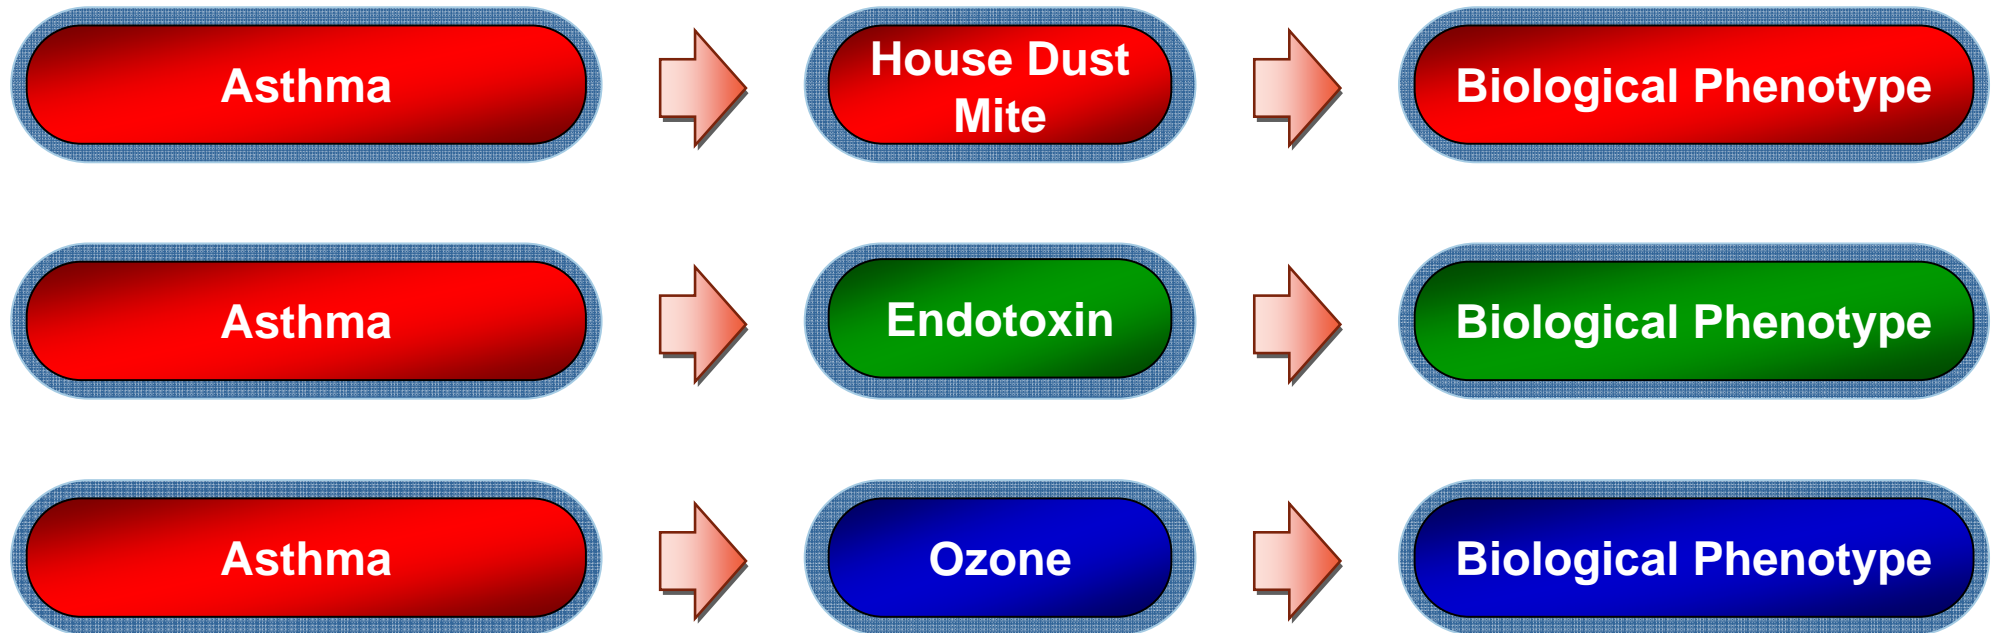 Asthma
House Dust
Mite
Biological Phenotype
Asthma
Endotoxin
Biological Phenotype
Asthma
Ozone
Biological Phenotype